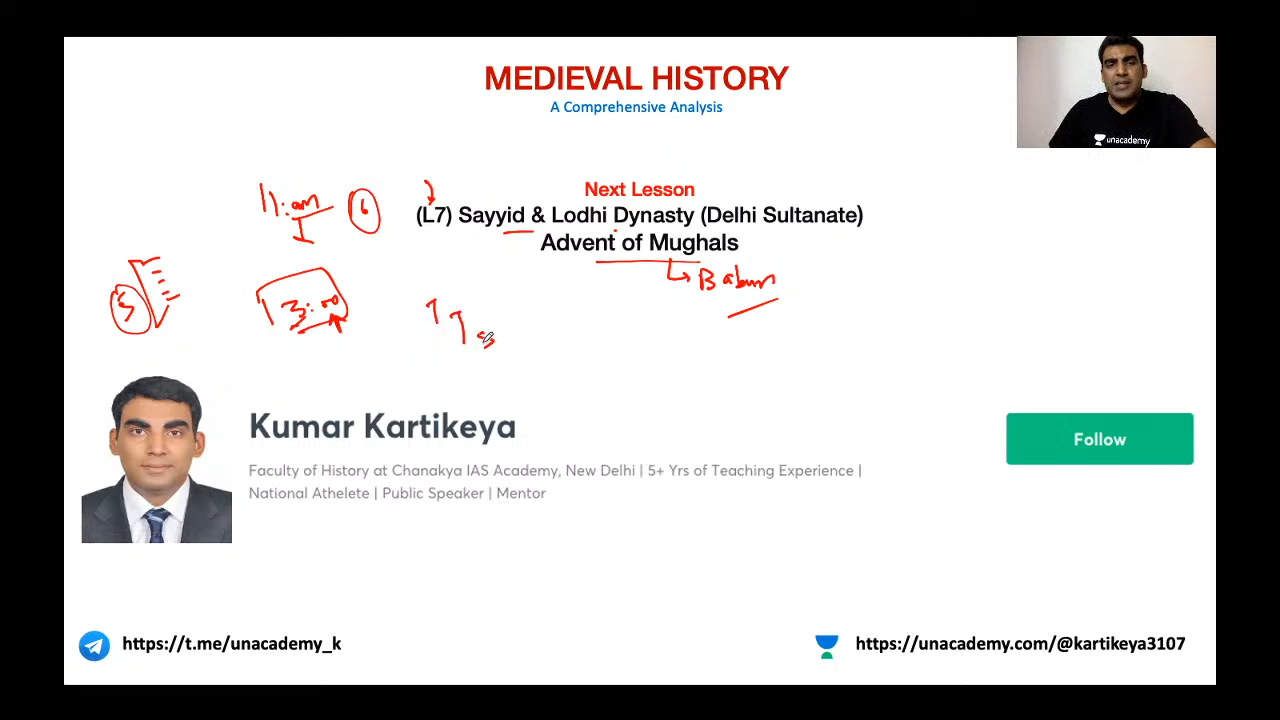 MEDIEVAL HISTORY
A Comprehensive Analysis
unacademy
Next Lesson
11:am 6 (L7) Sayyid & Lodhi Dynasty (Delhi Sultanate)
Advent of Mughals
Babur
5
Kumar Kartikeya
Follow
Faculty of History at Chanakya IAS Academy, New Delhi | 5+ Yrs of Teaching Experience |
National Athelete | Public Speaker | Mentor
https://t.me/unacademy_k
https://unacademy.com/@kartikeya3107